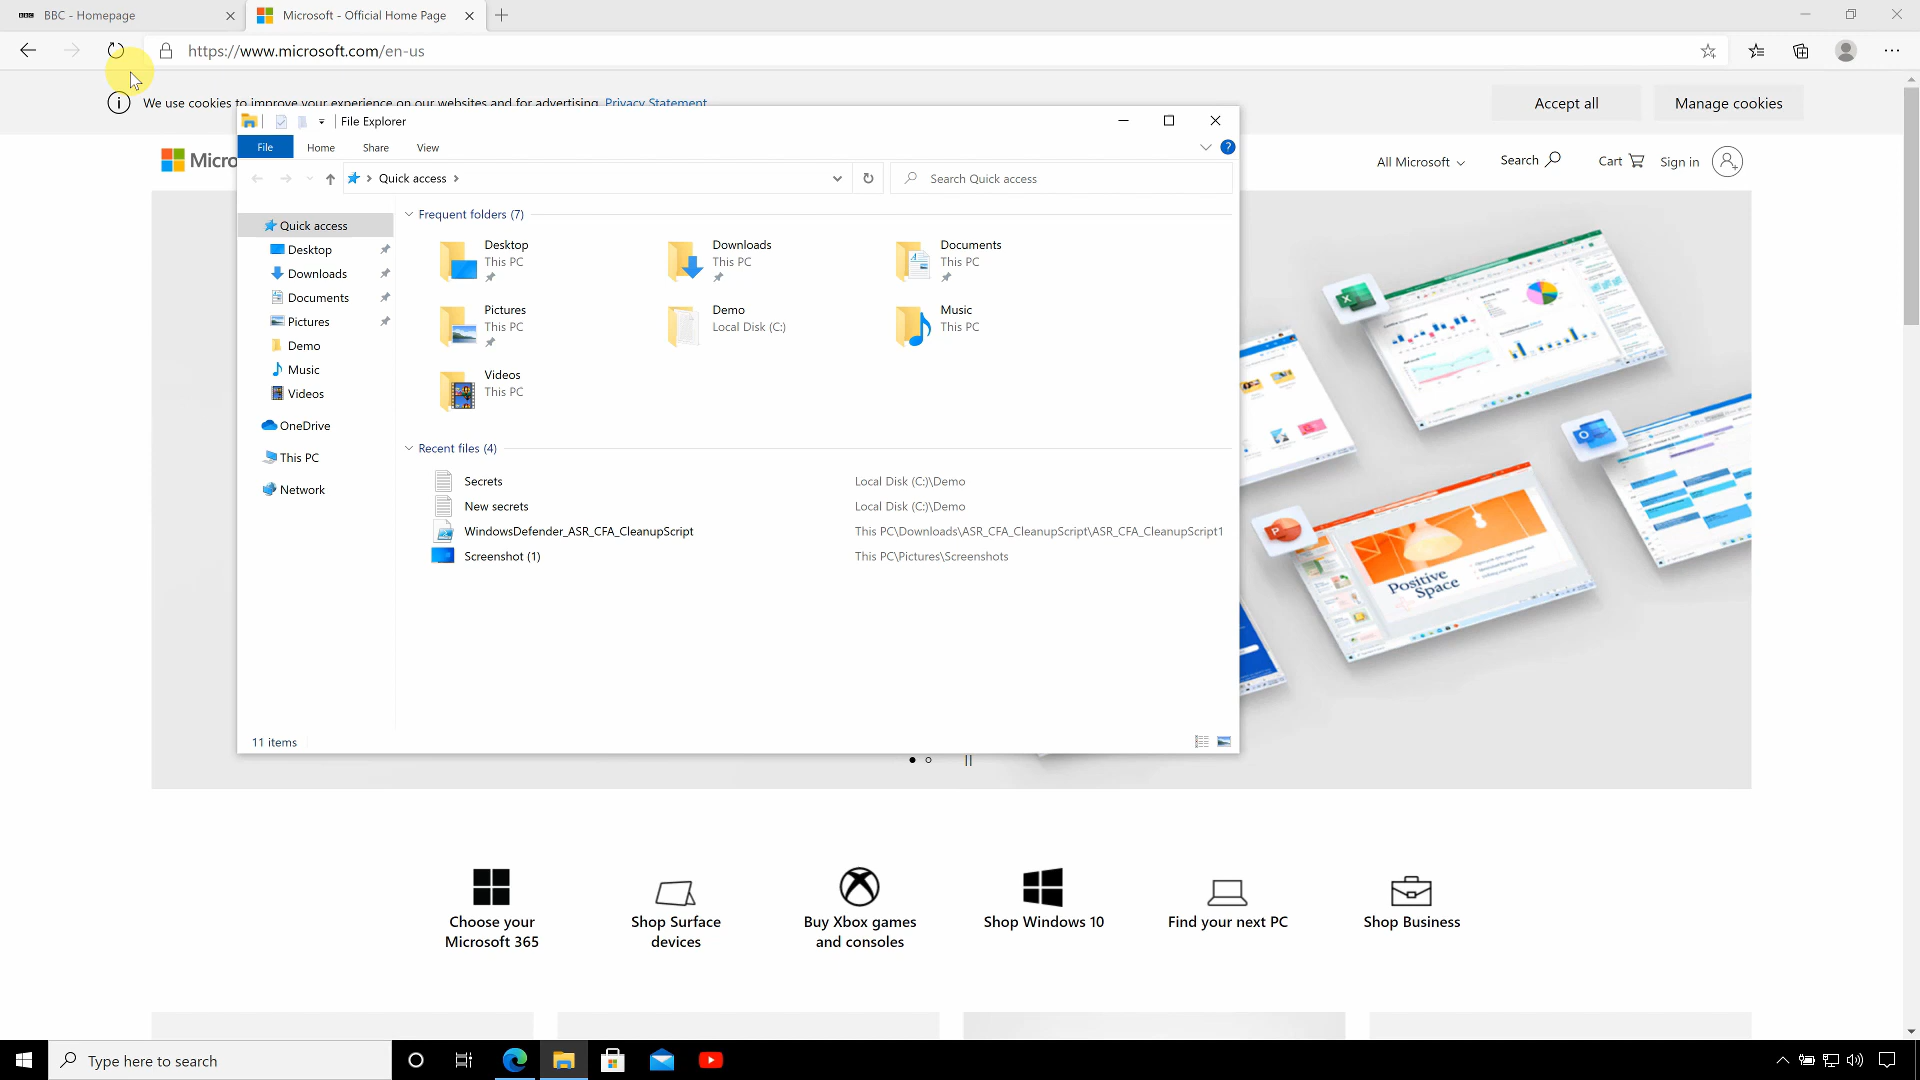 BBC BBC - Homepage
Microsoft - Official Home Page
https://www.microsoft.com/en-us
We use cookies to improve your experience on our websites and for advertising. Privacy Statement
Accept all
Manage cookies
File Explorer
File
Home
Share
View
Micro
All Microsoft
Search
Cart
Sign in
Quick access
Search Quick access
Quick access
Desktop
Downloads
Documents
Pictures
Demo
Music
Videos
OneDrive
This PC
Network
Frequent folders (7)
Desktop
This PC
Downloads
This PC
Documents
This PC
Pictures
This PC
Demo
Local Disk (C:)
Music
This PC
Videos
This PC
Recent files (4)
Secrets
Local Disk (C:)\Demo
New secrets
Local Disk (C:)\Demo
WindowsDefender_ASR_CFA_CleanupScript
This PC\Downloads\ASR_CFA_CleanupScript\ASR_CFA_CleanupScript1
Screenshot (1)
This PC\Pictures\Screenshots
11 items
Positive
Space
Choose your
Microsoft 365
Shop Surface
devices
Buy Xbox games
and consoles
Shop Windows 10
Find your next PC
Shop Business
Type here to search